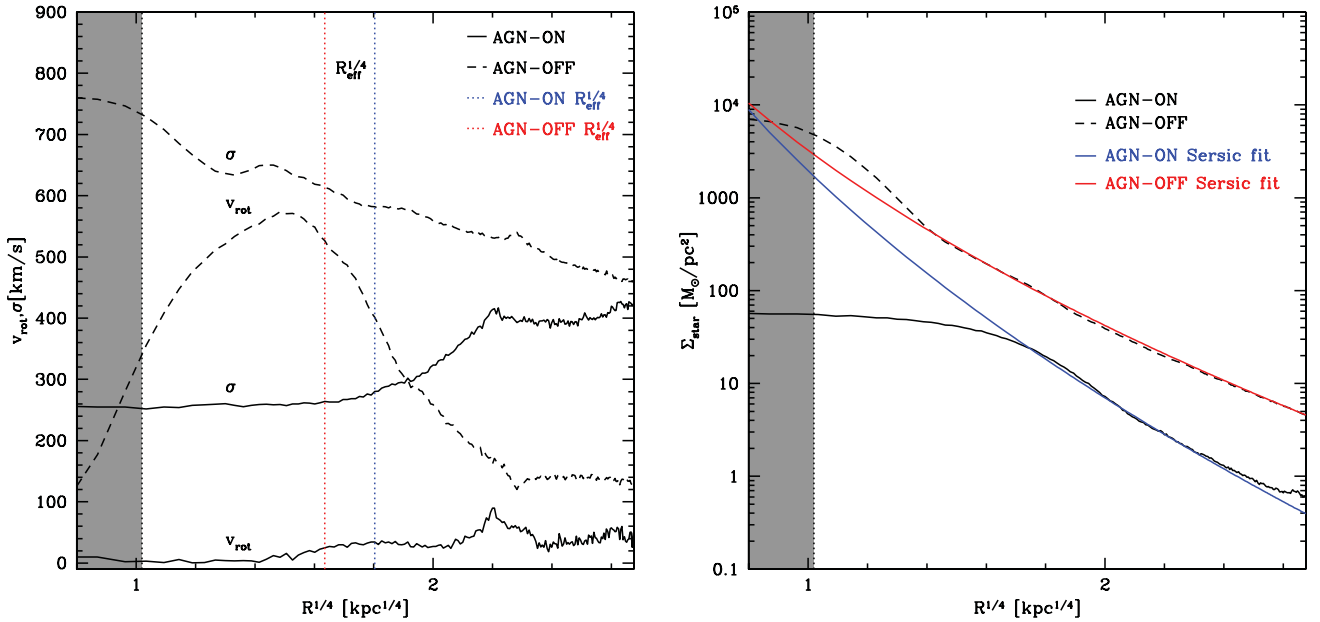 900
800
700
600
500
400
300
200
100
0
v_rot, σ[km/s]
1
2
R^1/4 [kpc^1/4]
AGN-ON
AGN-OFF
AGN-ON R_eff^1/4
AGN-OFF R_eff^1/4
R_eff^1/4
σ
v_rot
σ
v_rot
10^5
10^4
1000
100
10
1
0.1
Σ_star [M_⊙/pc^2]
1
2
R^1/4 [kpc^1/4]
AGN-ON
AGN-OFF
AGN-ON Sersic fit
AGN-OFF Sersic fit